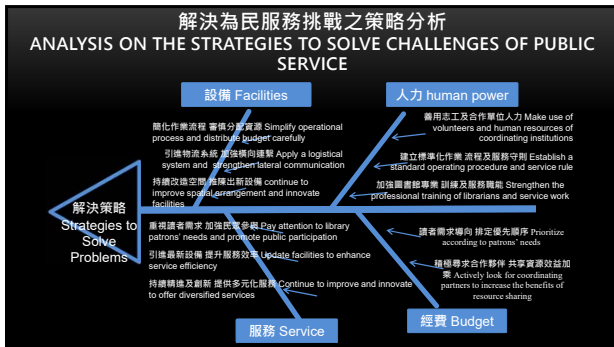 解決為民服務挑戰之策略分析
ANALYSIS ON THE STRATEGIES TO SOLVE CHALLENGES OF PUBLIC
SERVICE
設備 Facilities
人力 human power
簡化作業流程 審慎分配資源 Simplify operational
process and distribute budget carefully
引進物流系統 加強橫向連繫 Apply a logistical
system and strengthen lateral communication
持續改造空間 推陳出新設備 continue to
improve spatial arrangement and innovate
facilities
善用志工及合作單位人力 Make use of
volunteers and human resources of
coordinating institutions
建立標準化作業 流程及服務守則 Establish a
standard operating procedure and service rule
加強圖書館專業 訓練及服務職能 Strengthen the
professional training of librarians and service work
解決策略
Strategies to
Solve
Problems
重視讀者需求 加強民眾參與 Pay attention to library
patrons' needs and promote public participation
引進最新設備 提升服務效率 Update facilities to enhance
service efficiency
持續精進及創新 提供多元化服務 Continue to improve and innovate
to offer diversified services
讀者需求導向 排定優先順序 Prioritize
according to patrons' needs
積極尋求合作夥伴 共享資源效益加
乘 Actively look for coordinating
partners to increase the benefits of
resource sharing
服務 Service
經費 Budget